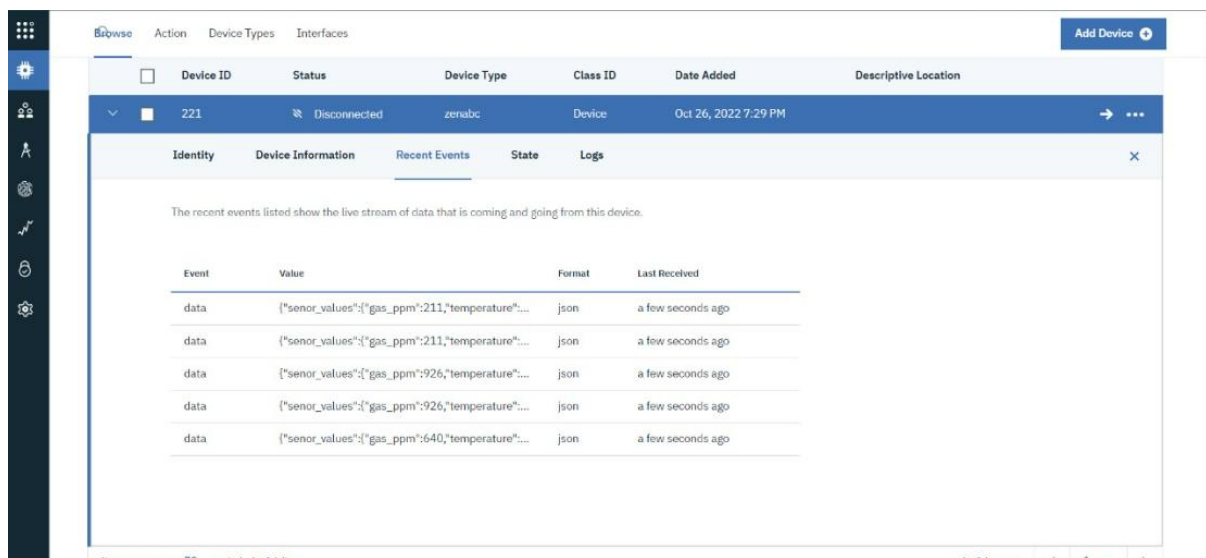 Browse Action Device Types Interfaces Add Device
Device ID Status Device Type Class ID Date Added Descriptive Location
221 Disconnected zenabc Device Oct 26, 2022 7:29 PM
Identity Device Information Recent Events State Logs
The recent events listed show the live stream of data that is coming and going from this device.
Event Value Format Last Received
data {"senor_values":{"gas_ppm":211,"temperature":... json a few seconds ago
data {"senor_values":{"gas_ppm":211,"temperature":... json a few seconds ago
data {"senor_values":{"gas_ppm":926,"temperature":... json a few seconds ago
data {"senor_values":{"gas_ppm":926,"temperature":... json a few seconds ago
data {"senor_values":{"gas_ppm":640,"temperature":... json a few seconds ago